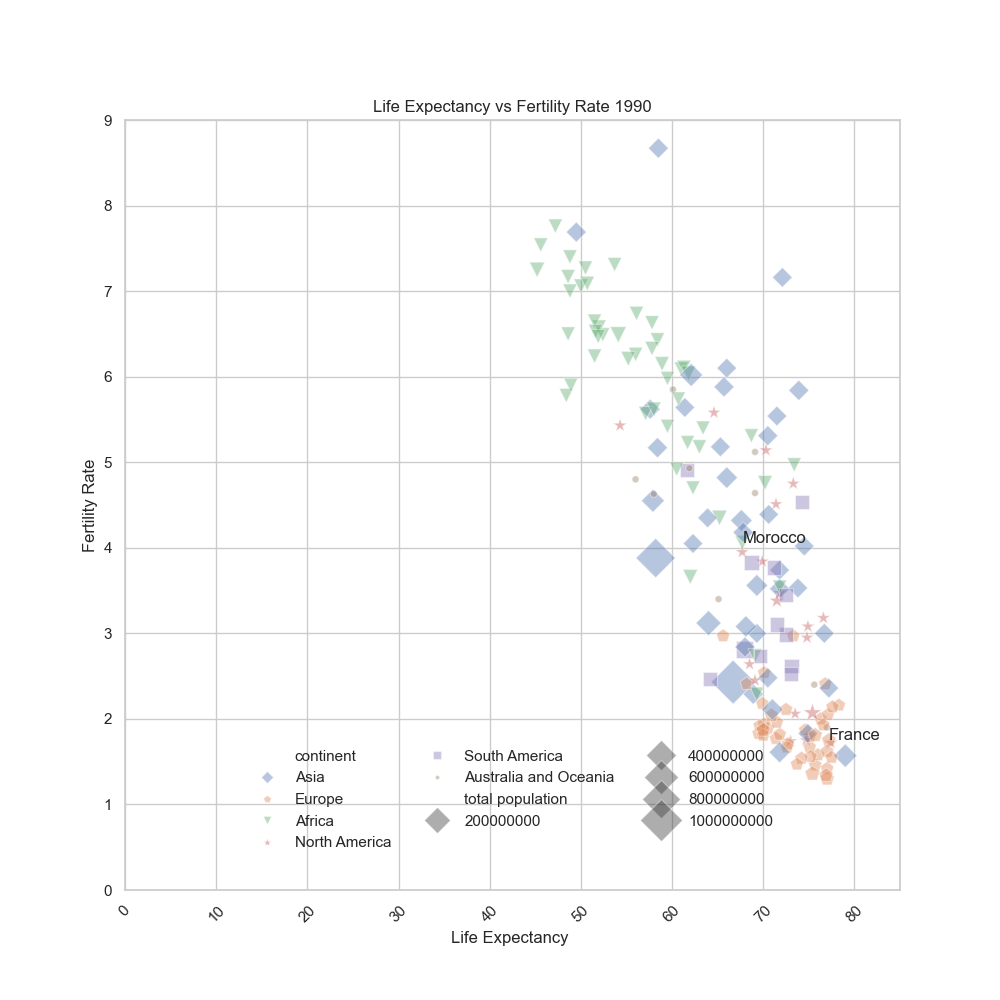 Life Expectancy vs Fertility Rate 1990
9
8
7
6
5
4
3
2
1
0
Fertility Rate
Morocco
France
continent
Asia
Europe
Africa
North America
South America
Australia and Oceania
total population
200000000
400000000
600000000
800000000
1000000000
0
10
20
30
40
50
60
70
80
Life Expectancy